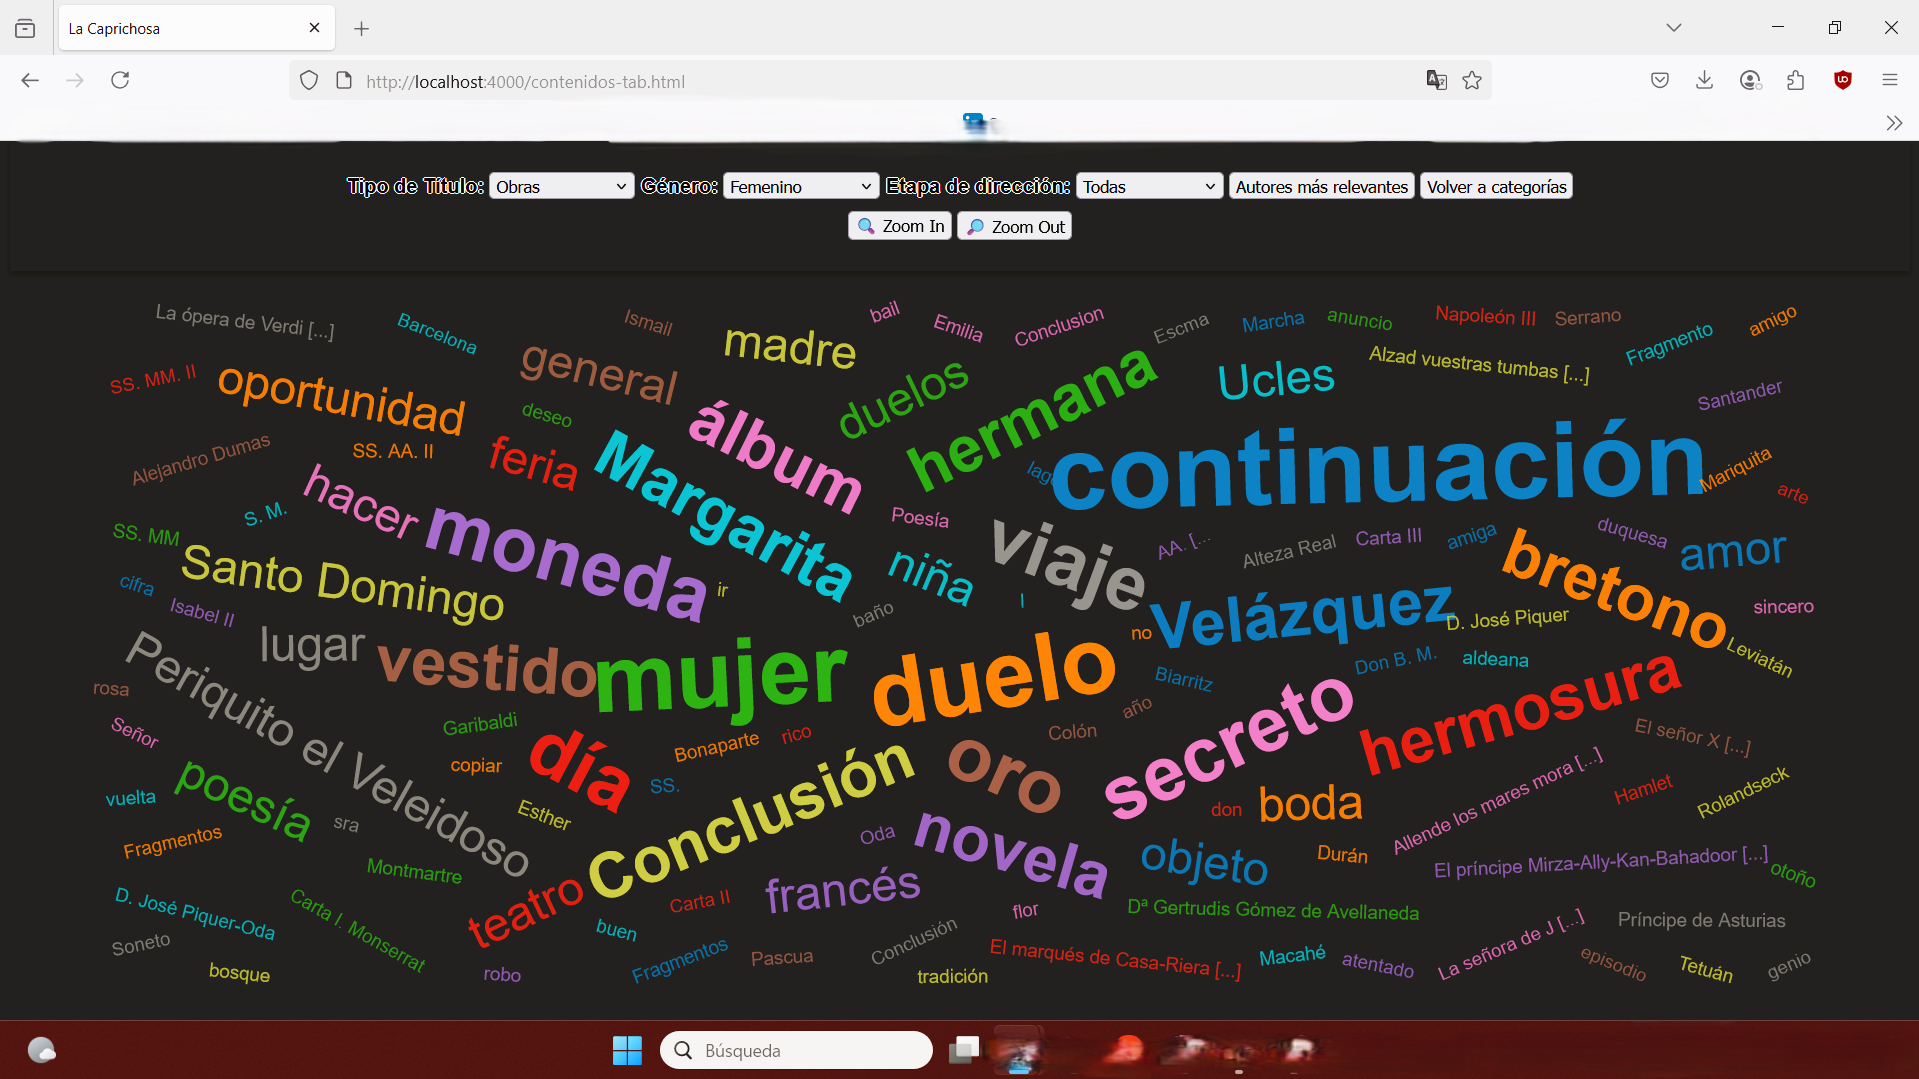 La Caprichosa
http://localhost:4000/contenidos-tab.html
Tipo de Título: Obras Género: Femenino Etapa de dirección: Todas Autores más relevantes Volver a categorías
🔍 Zoom In 🔎 Zoom Out
La ópera de Verdi [...]
Barcelona
Ismail
madre
bail
Emilia
Conclusion
Escma
Marcha
anuncio
Napoleón III
Serrano
Fragmento
amigo
SS. MM. II
oportunidad
general
deseo
álbum
duelos
hermana
Ucles
Alzad vuestras tumbas [...]
Santander
Alejandro Dumas
SS. AA. II
feria
Margarita
lago
continuación
Mariquita
arte
S. M.
hacer
moneda
Poesía
niña
viaje
AA. [...
Alteza Real
Carta III
amiga
duquesa
bretono
amor
SS. MM
Santo Domingo
cifra
Isabel II
ir
baño
l
no
Velázquez
D. José Piquer
sincero
Leviatán
lugar
vestido
mujer
duelo
Biarritz
Don B. M.
aldeana
Periquito el Veleidoso
rosa
Señor
Garibaldi
copiar
día
Bonaparte
rico
SS.
año
Colón
secreto
hermosura
El señor X [...]
vuelta
poesía
sra
Esther
Conclusión
oro
don
boda
Allende los mares mora [...]
Hamlet
Rolandseck
Fragmentos
Montmartre
Oda
novela
objeto
Durán
El príncipe Mirza-Ally-Kan-Bahadoor [...]
otoño
D. José Piquer-Oda
Carta I. Monserrat
teatro
Carta II
francés
flor
Dª Gertrudis Gómez de Avellaneda
Príncipe de Asturias
Soneto
bosque
robo
buen
Fragmentos
Pascua
Conclusión
tradición
El marqués de Casa-Riera [...]
Macahé
atentado
La señora de J [...]
episodio
Tetuán
genio
Búsqueda